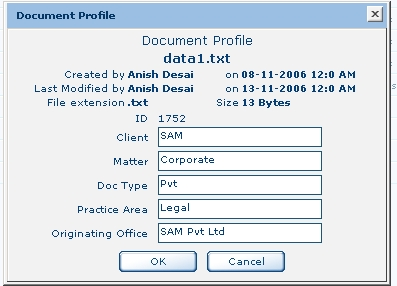 Document Profile
Document Profile
data1.txt
Created by Anish Desai on 08-11-2006 12:0 AM
Last Modified by Anish Desai on 13-11-2006 12:0 AM
File extension .txt Size 13 Bytes
ID 1752
Client SAM
Matter Corporate
Doc Type Pvt
Practice Area Legal
Originating Office SAM Pvt Ltd
OK Cancel